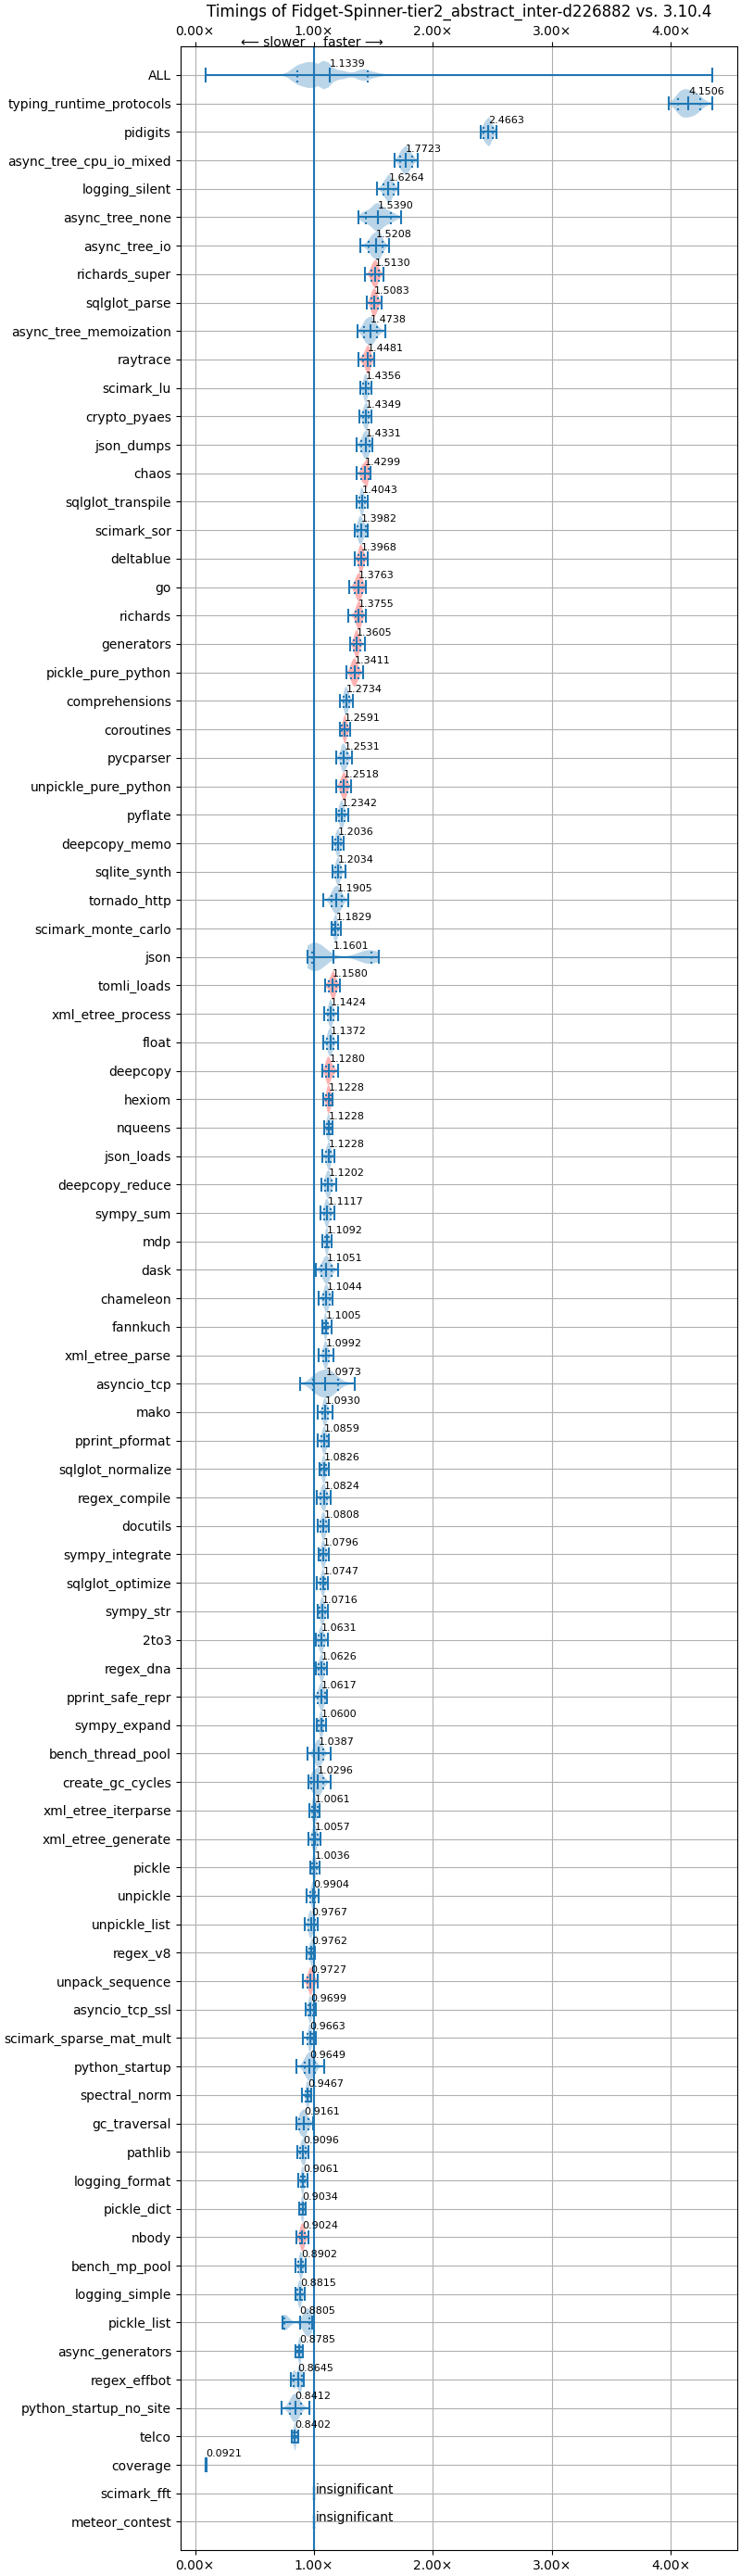 Timings of Fidget-Spinner-tier2_abstract_inter-d226882 vs. 3.10.4
0.00× 1.00× 2.00× 3.00× 4.00×
← slower faster →
ALL 1.1339
typing_runtime_protocols 4.1506
pidigits 2.4663
async_tree_cpu_io_mixed 1.7723
logging_silent 1.6264
async_tree_none 1.5390
async_tree_io 1.5208
richards_super 1.5130
sqlglot_parse 1.5083
async_tree_memoization 1.4738
raytrace 1.4481
scimark_lu 1.4356
crypto_pyaes 1.4349
json_dumps 1.4331
chaos 1.4299
sqlglot_transpile 1.4043
scimark_sor 1.3982
deltablue 1.3968
go 1.3763
richards 1.3755
generators 1.3605
pickle_pure_python 1.3411
comprehensions 1.2734
coroutines 1.2591
pycparser 1.2531
unpickle_pure_python 1.2518
pyflate 1.2342
deepcopy_memo 1.2036
sqlite_synth 1.2034
tornado_http 1.1905
scimark_monte_carlo 1.1829
json 1.1601
tomli_loads 1.1580
xml_etree_process 1.1424
float 1.1372
deepcopy 1.1280
hexiom 1.1228
nqueens 1.1228
json_loads 1.1228
deepcopy_reduce 1.1202
sympy_sum 1.1117
mdp 1.1092
dask 1.1051
chameleon 1.1044
fannkuch 1.1005
xml_etree_parse 1.0992
asyncio_tcp 1.0973
mako 1.0930
pprint_pformat 1.0859
sqlglot_normalize 1.0826
regex_compile 1.0824
docutils 1.0808
sympy_integrate 1.0796
sqlglot_optimize 1.0747
sympy_str 1.0716
2to3 1.0631
regex_dna 1.0626
pprint_safe_repr 1.0617
sympy_expand 1.0600
bench_thread_pool 1.0387
create_gc_cycles 1.0296
xml_etree_iterparse 1.0061
xml_etree_generate 1.0057
pickle 1.0036
unpickle 0.9904
unpickle_list 0.9767
regex_v8 0.9762
unpack_sequence 0.9727
asyncio_tcp_ssl 0.9699
scimark_sparse_mat_mult 0.9663
python_startup 0.9649
spectral_norm 0.9467
gc_traversal 0.9161
pathlib 0.9096
logging_format 0.9061
pickle_dict 0.9034
nbody 0.9024
bench_mp_pool 0.8902
logging_simple 0.8815
pickle_list 0.8805
async_generators 0.8785
regex_effbot 0.8645
python_startup_no_site 0.8412
telco 0.8402
coverage 0.0921
scimark_fft insignificant
meteor_contest insignificant
0.00× 1.00× 2.00× 3.00× 4.00×